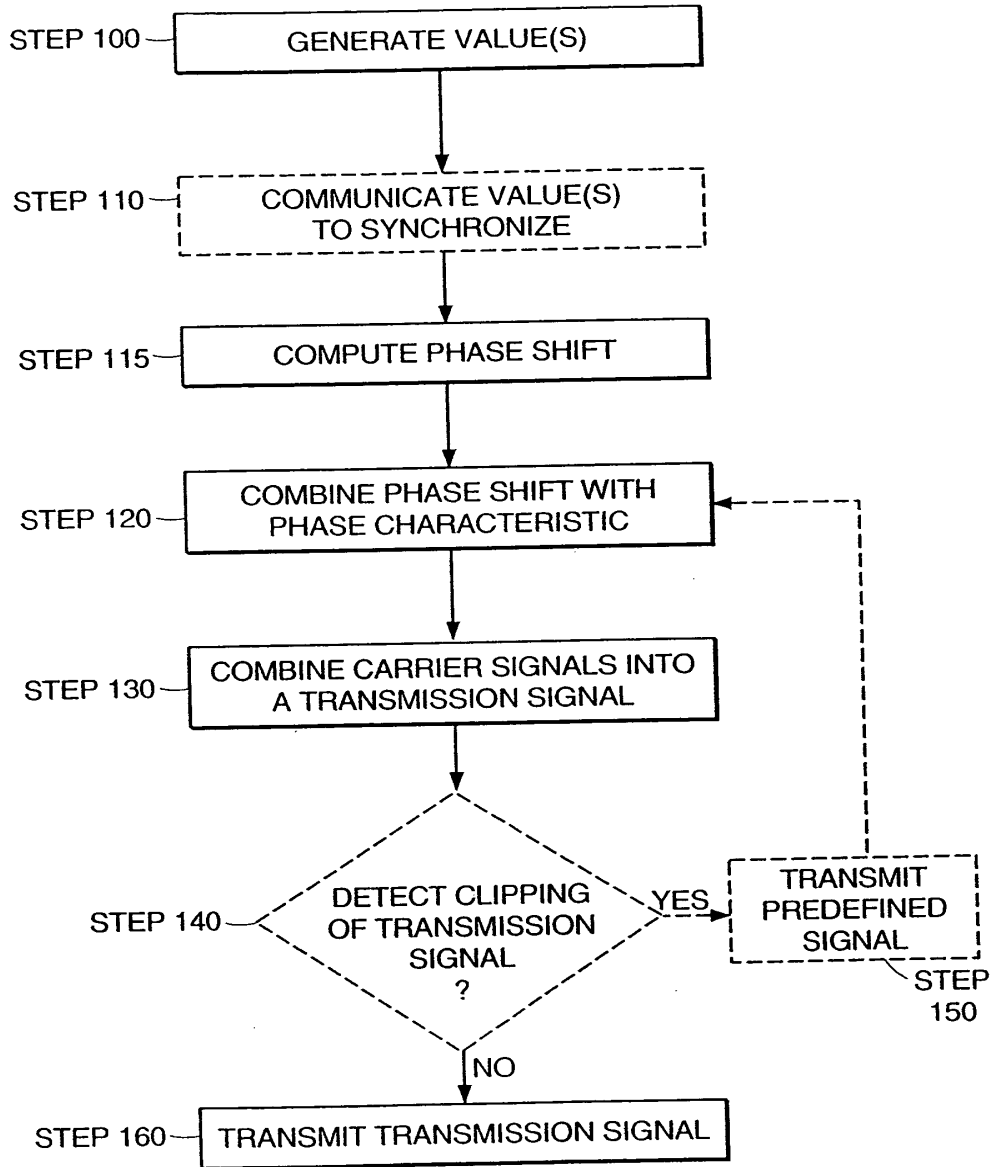 STEP 100
GENERATE VALUE(S)
STEP 110
COMMUNICATE VALUE(S)
TO SYNCHRONIZE
STEP 115
COMPUTE PHASE SHIFT
STEP 120
COMBINE PHASE SHIFT WITH
PHASE CHARACTERISTIC
STEP 130
COMBINE CARRIER SIGNALS INTO
A TRANSMISSION SIGNAL
STEP 140
DETECT CLIPPING
OF TRANSMISSION
SIGNAL
?
YES
TRANSMIT
PREDEFINED
SIGNAL
STEP
150
NO
STEP 160
TRANSMIT TRANSMISSION SIGNAL